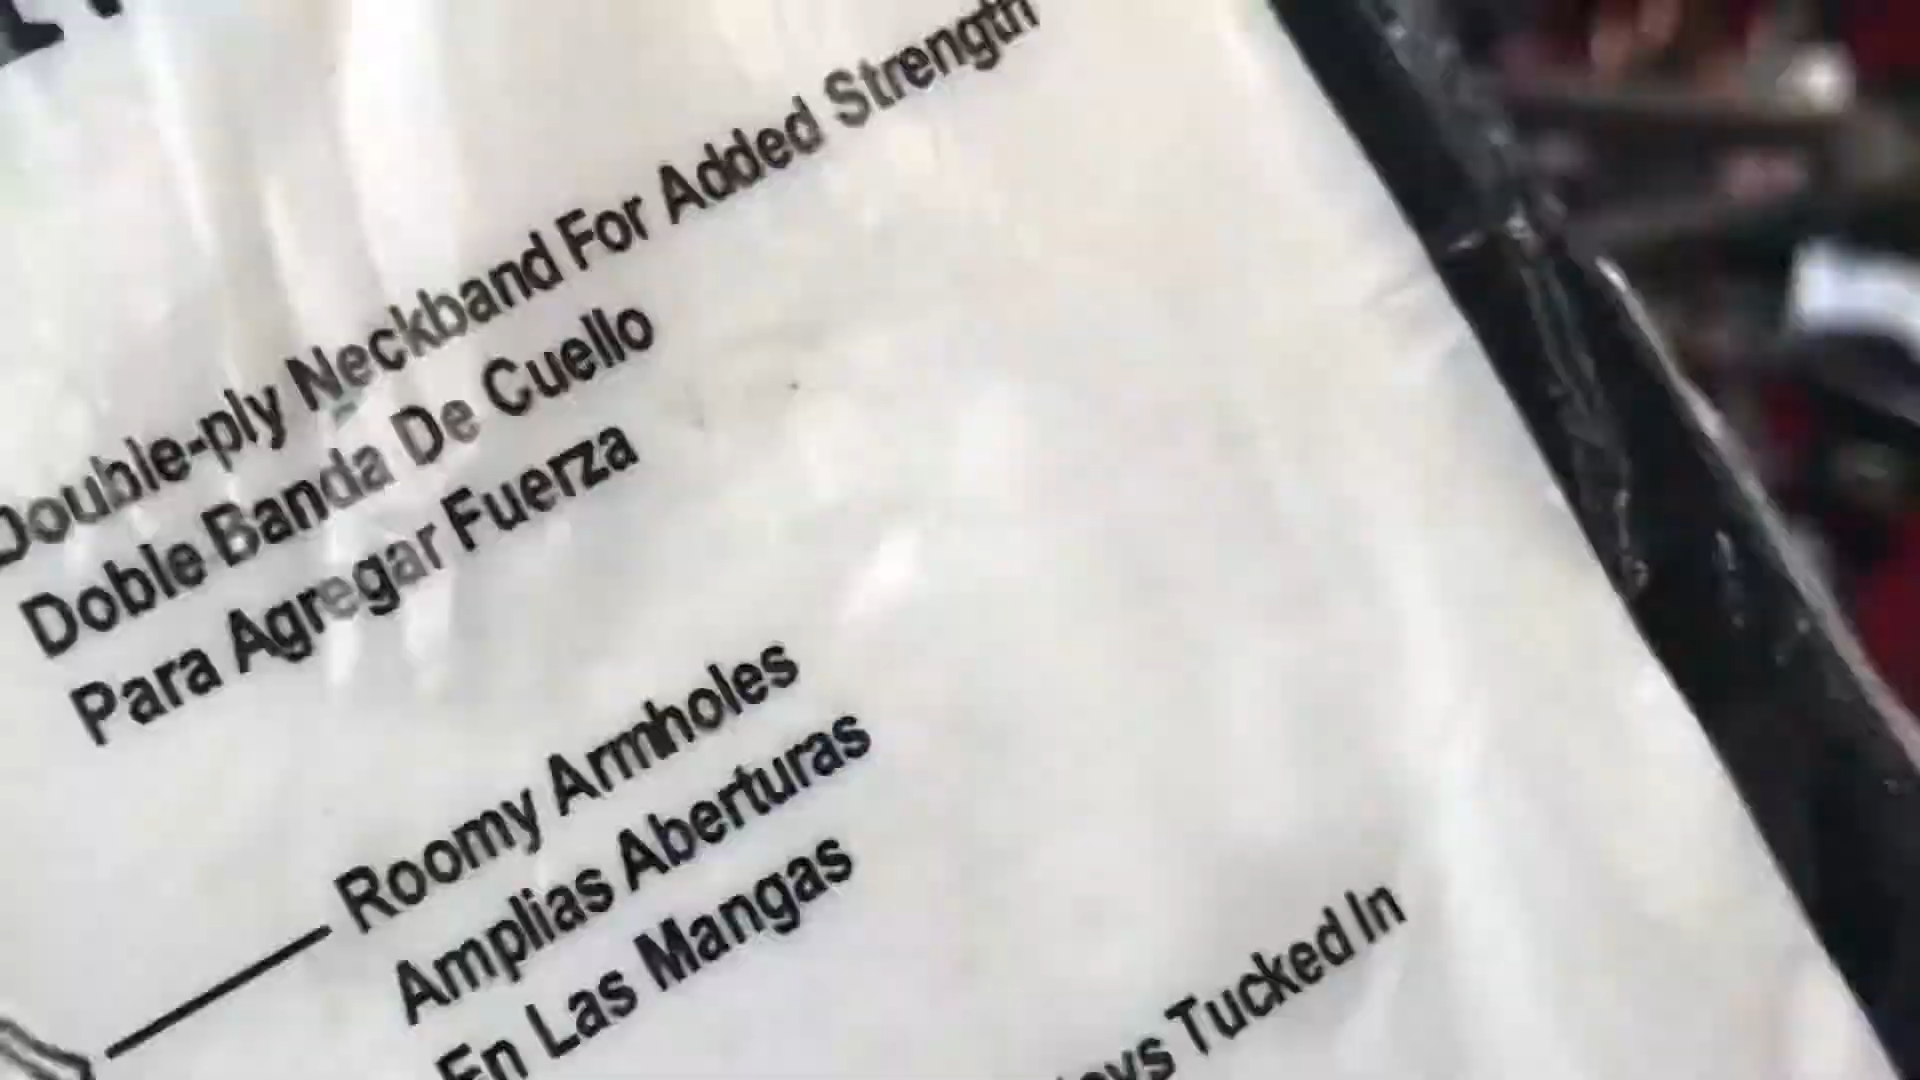 Double-ply Neckband For Added Strength
Doble Banda De Cuello
Para Agregar Fuerza
Roomy Armholes
Amplias Aberturas
En Las Mangas
Tucked In